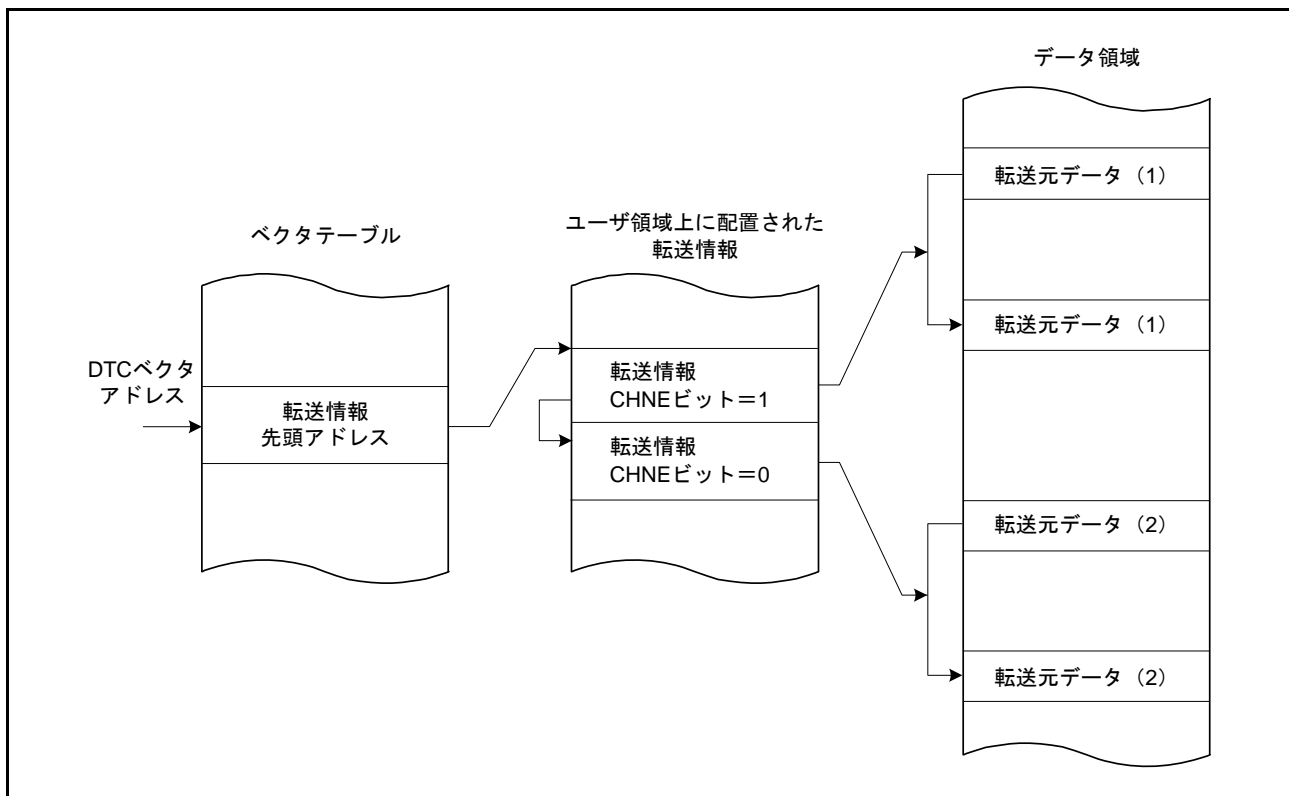 データ領域
転送元データ（1）
転送元データ（1）
転送元データ（2）
転送元データ（2）
ユーザ領域上に配置された
転送情報
転送情報
CHNEビット＝1
転送情報
CHNEビット＝0
ベクタテーブル
DTCベクタ
アドレス
転送情報
先頭アドレス